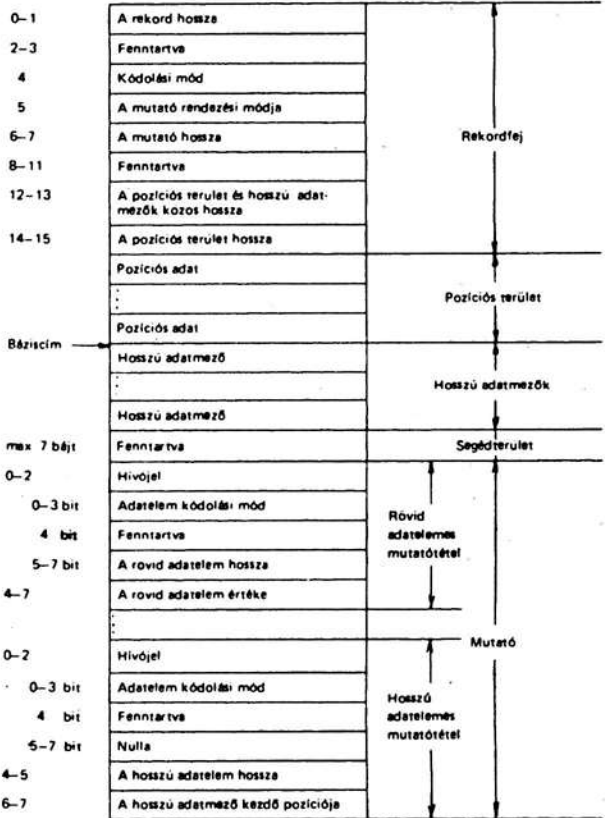 0–1 A rekord hossza
2–3 Fenntartva
4 Kódolási mód
5 A mutató rendezési módja
6–7 A mutató hossza
Rekordfej
8–11 Fenntartva
12–13 A pozíciós terulet és hosszú adat-
mezők közos hossza
14–15 A pozíciós terület hossza
Pozíciós adat
Pozíciós terület
Pozíciós adat
Báziscím
Hosszú adatmező
Hosszú adatmezők
Hosszú adatmező
max 7 bájt Fenntartva Segédterulet
0–2 Hívójel
0–3 bit Adatelem kódolási mód
4 bit Fenntartva
Rövid
adatelemes
mutatótétel
5–7 bit A rovid adatelem hossza
4–7 A rovid adatelem értéke
Mutató
0–2 Hívójel
0–3 bit Adatelem kódolási mód
4 bit Fenntartva
Hosszú
adatelemes
mutatótétel
5–7 bit Nulla
4–5 A hosszú adatelem hossza
6–7 A hosszú adatmező kezdő pozíciója